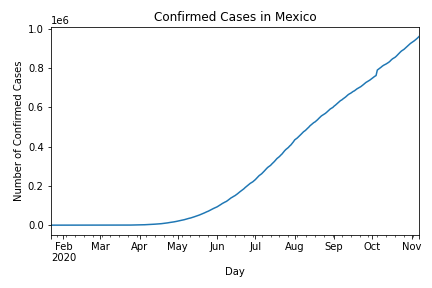 Confirmed Cases in Mexico
1e6
1.0
0.8
0.6
0.4
0.2
0.0
Number of Confirmed Cases
Feb Mar Apr May Jun Jul Aug Sep Oct Nov
2020
Day